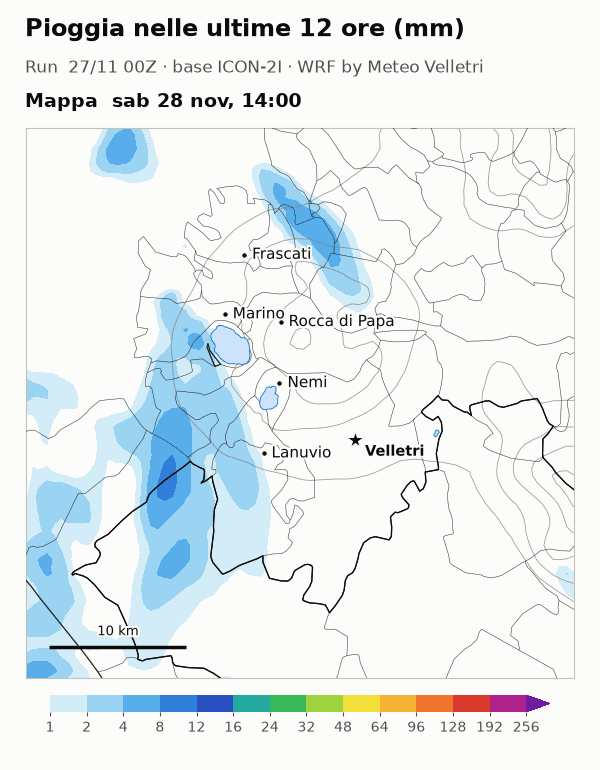 Pioggia nelle ultime 12 ore (mm)
Run  27/11 00Z · base ICON-2I · WRF by Meteo Velletri
Mappa  sab 28 nov, 14:00
Frascati
Marino
Rocca di Papa
Nemi
Velletri
Lanuvio
10 km
1 2 4 8 12 16 24 32 48 64 96 128 192 256